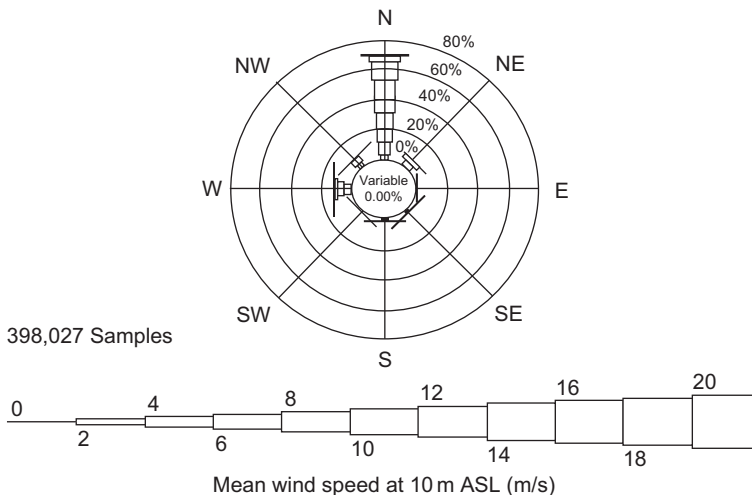 N
80%
NW
NE
60%
40%
20%
0%
W
Variable
0.00%
E
SW
SE
398,027 Samples
S
0 4 8 12 16 20
2 6 10 14 18
Mean wind speed at 10 m ASL (m/s)